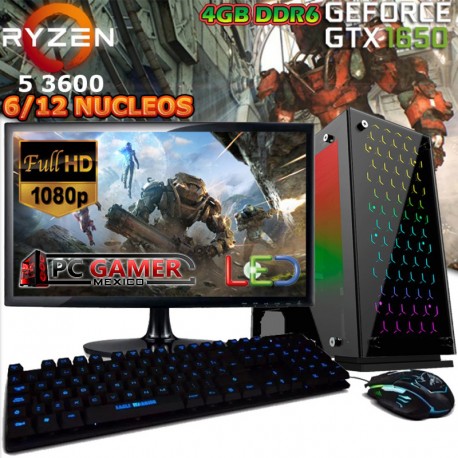 RYZEN
5 3600
6/12 NUCLEOS
4GB DDR6
GEFORCE
GTX 1650
Full HD
1080p
PC GAMER
MEXICO
LED